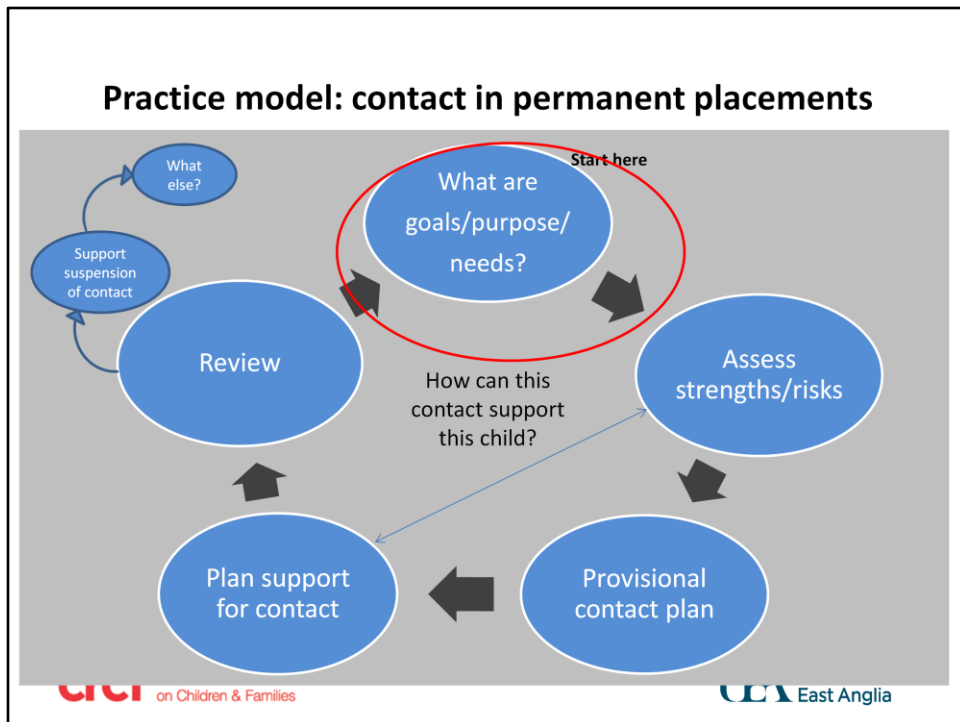 Practice model: contact in permanent placements
Start here
What are
goals/purpose/
needs?
What
else?
Support
suspension
of contact
Review
Assess
strengths/risks
How can this
contact support
this child?
Plan support
for contact
Provisional
contact plan
on Children & Families
East Anglia